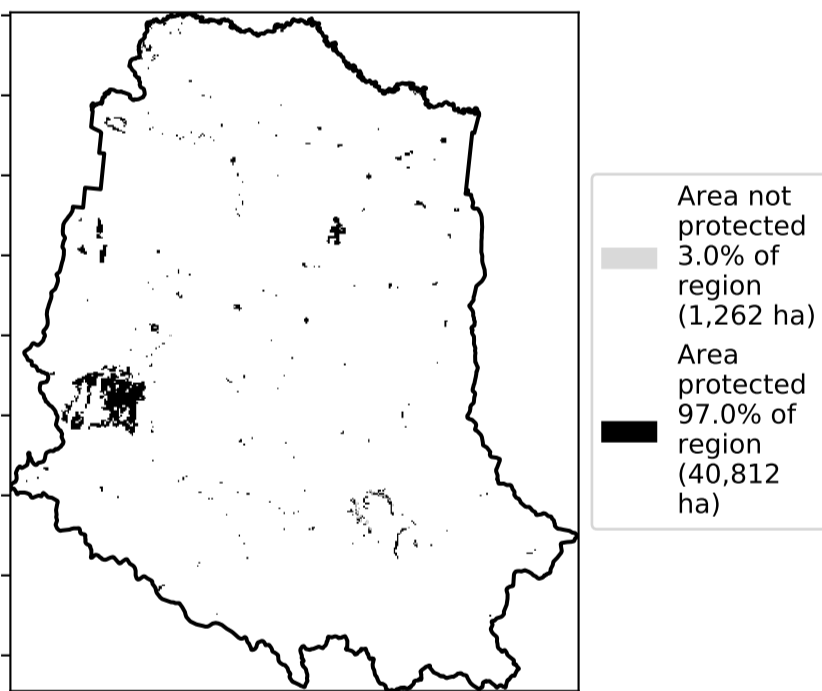 Area not
protected
3.0% of
region
(1,262 ha)
Area
protected
97.0% of
region
(40,812
ha)